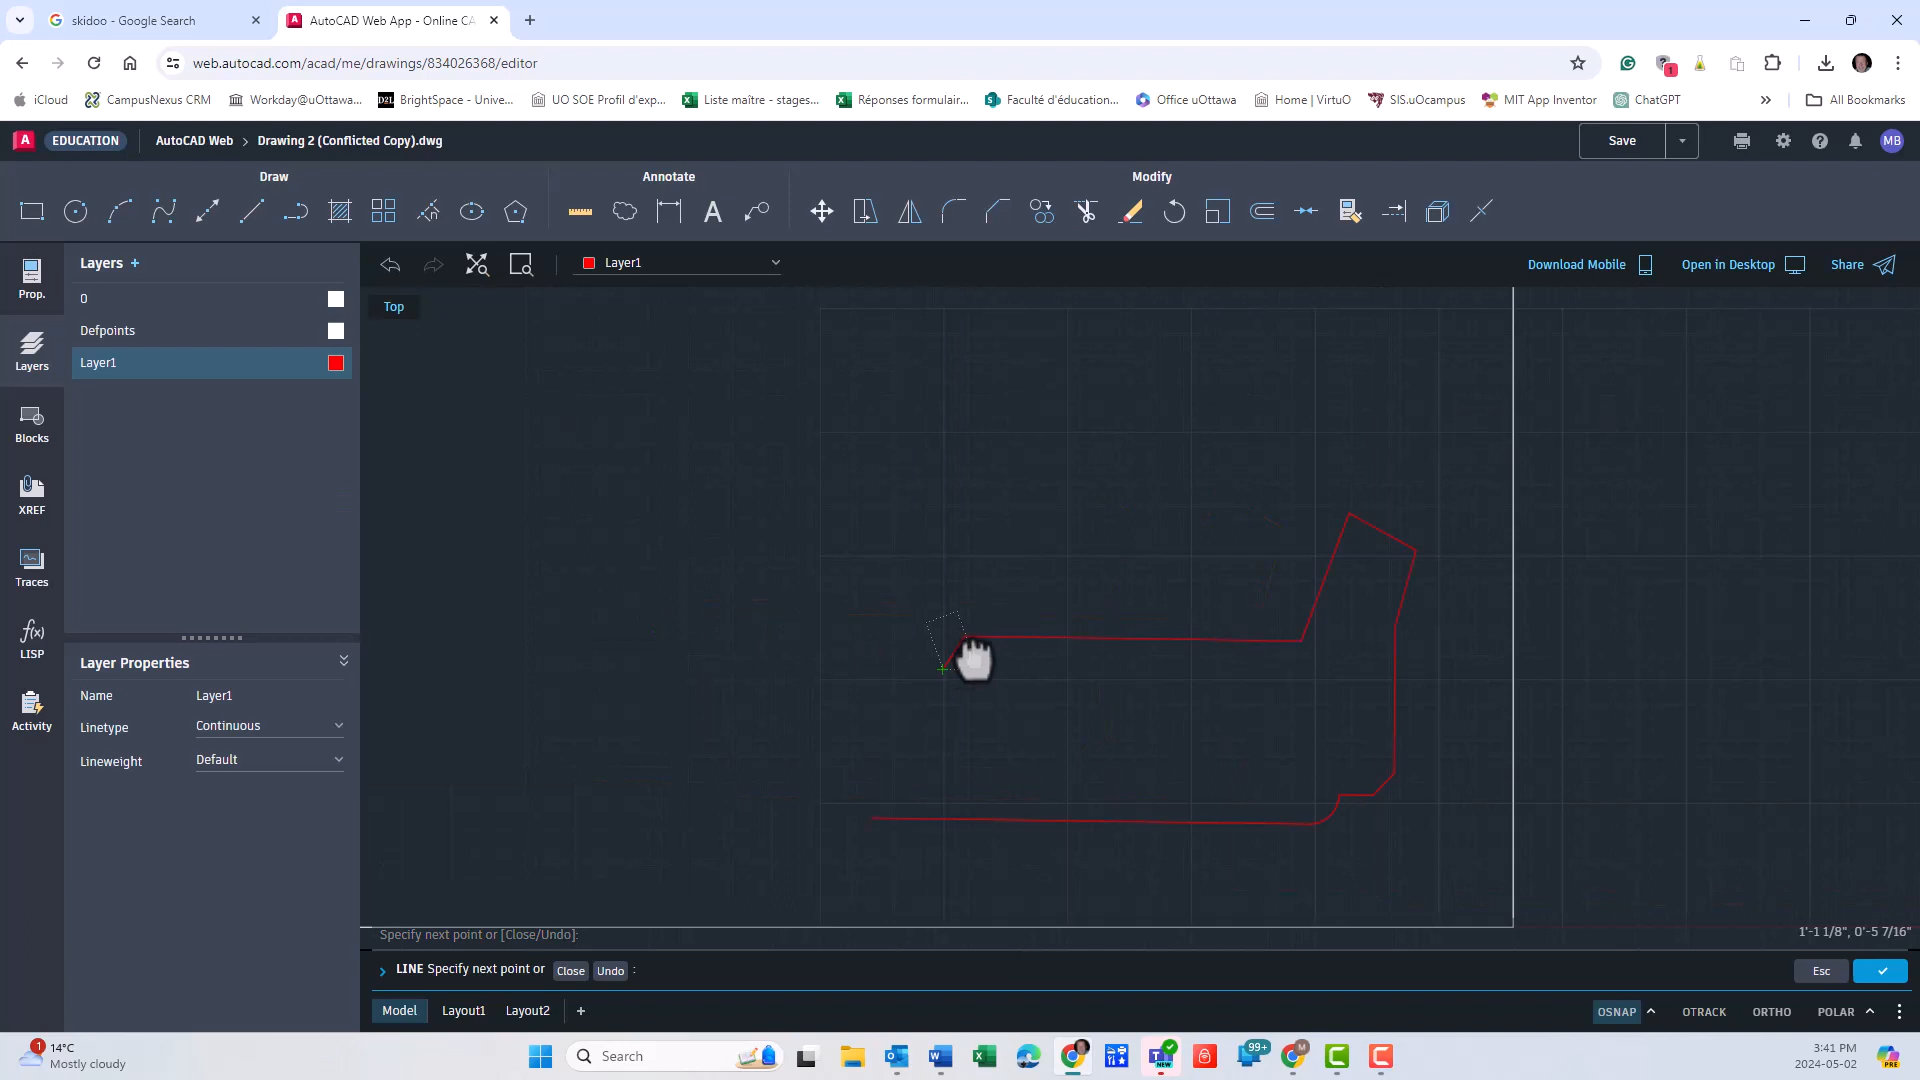 skidoo - Google Search
AutoCAD Web App - Online CA
web.autocad.com/acad/me/drawings/834026368/editor
iCloud
CampusNexus CRM
Workday@uOttawa...
BrightSpace - Unive...
UO SOE Profil d'exp...
Liste maître - stages...
Réponses formulair...
Faculté d'éducation...
Office uOttawa
Home | VirtuO
SIS.uOcampus
MIT App Inventor
ChatGPT
All Bookmarks
EDUCATION
AutoCAD Web > Drawing 2 (Conflicted Copy).dwg
Save
MB
Draw
Annotate
Modify
Prop.
Layers
Blocks
XREF
Traces
LISP
Activity
Layers +
0
Defpoints
Layer1
Layer1
Download Mobile
Open in Desktop
Share
Top
Layer Properties
Name Layer1
Linetype Continuous
Lineweight Default
Specify next point or [Close/Undo]:
1'-1 1/8", 0'-5 7/16"
LINE Specify next point or Close Undo :
Esc
Model
Layout1
Layout2
+
OSNAP
OTRACK
ORTHO
POLAR
1
14°C
Mostly cloudy
Search
NEW
99+
M
3:41 PM
2024-05-02
PRE